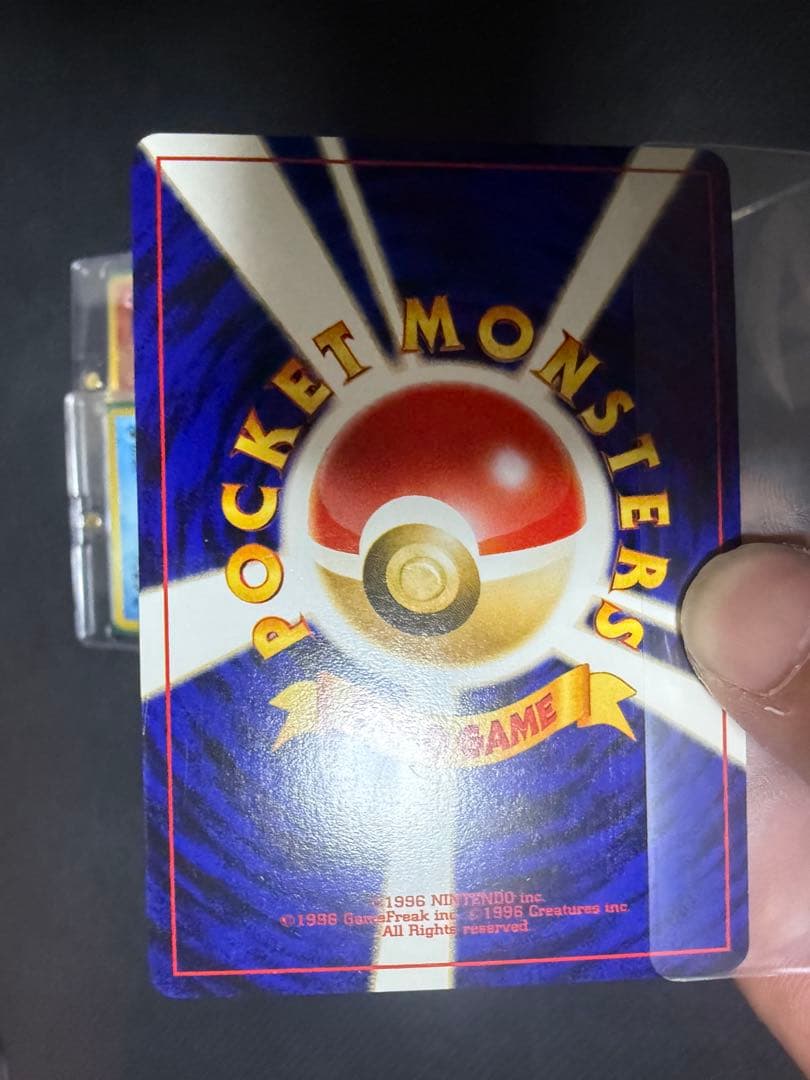 POCKET MONSTERS
GAME
©1996 NINTENDO inc.
©1996 GameFreak inc. ©1996 Creatures inc.
All Rights reserved.